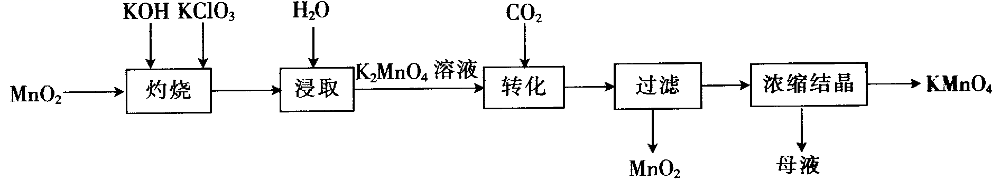 KOH KClO₃ H₂O CO₂
MnO₂ 灼烧 浸取 K₂MnO₄ 溶液 转化 过滤 浓缩结晶 KMnO₄
MnO₂ 母液